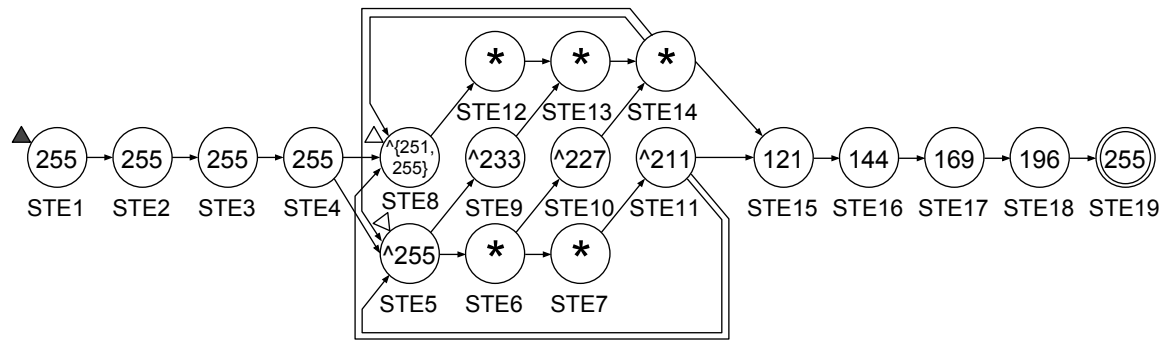 * * *
STE12 STE13 STE14
255 255 255 255 ^{251, 255} ^233 ^227 ^211 121 144 169 196 255
STE1 STE2 STE3 STE4 STE8 STE9 STE10 STE11 STE15 STE16 STE17 STE18 STE19
^255 * *
STE5 STE6 STE7